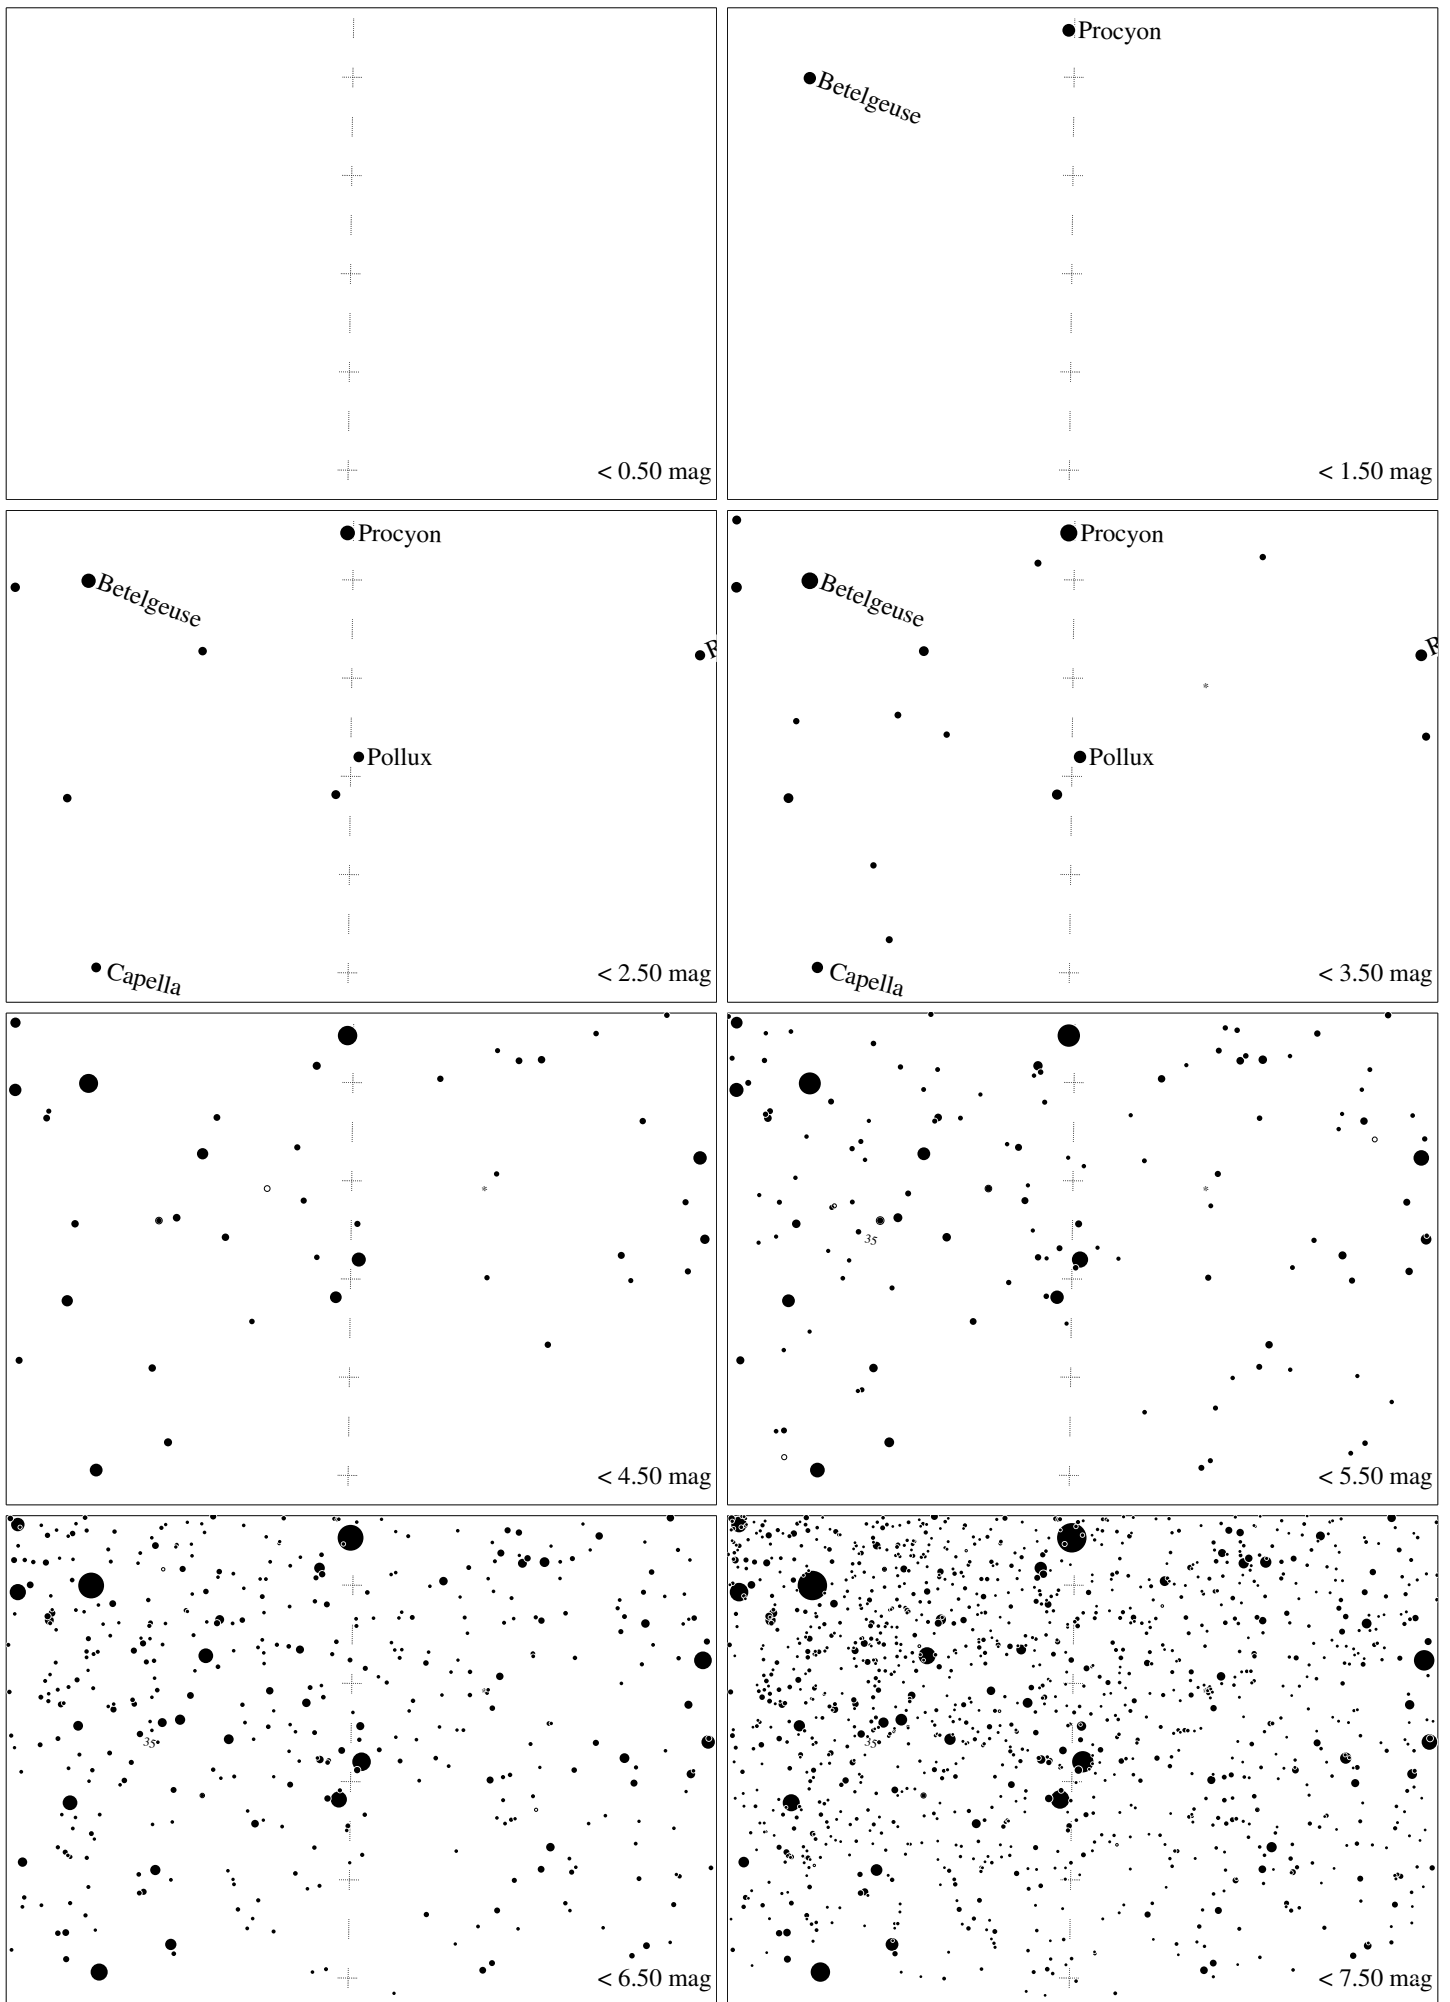 < 0.50 mag
Procyon
Betelgeuse
< 1.50 mag
Procyon
Betelgeuse
R
Pollux
Capella
< 2.50 mag
Procyon
Betelgeuse
R
Pollux
Capella
< 3.50 mag
< 4.50 mag
35
< 5.50 mag
35
< 6.50 mag
35
< 7.50 mag